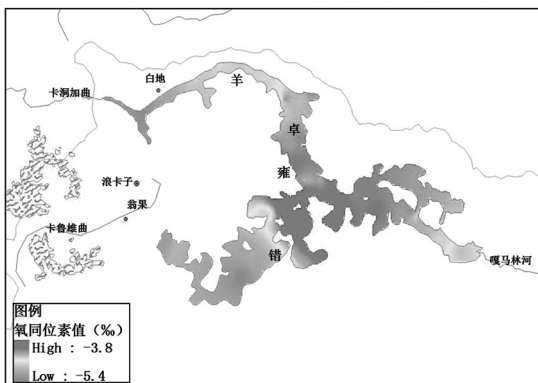 羊
白地
卡洞加曲
卓
雍
浪卡子
翁果
卡鲁雄曲
错
嘎马林河
图例
氧同位素值（‰）
High : -3.8
Low : -5.4